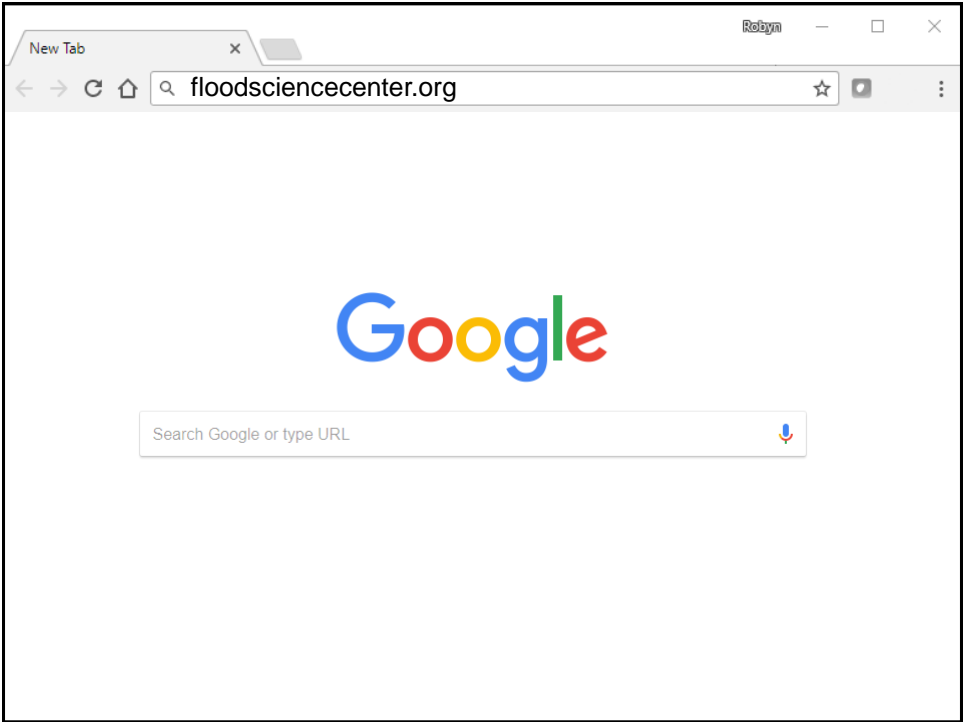 Robyn
New Tab
floodsciencecenter.org
Google
Search Google or type URL